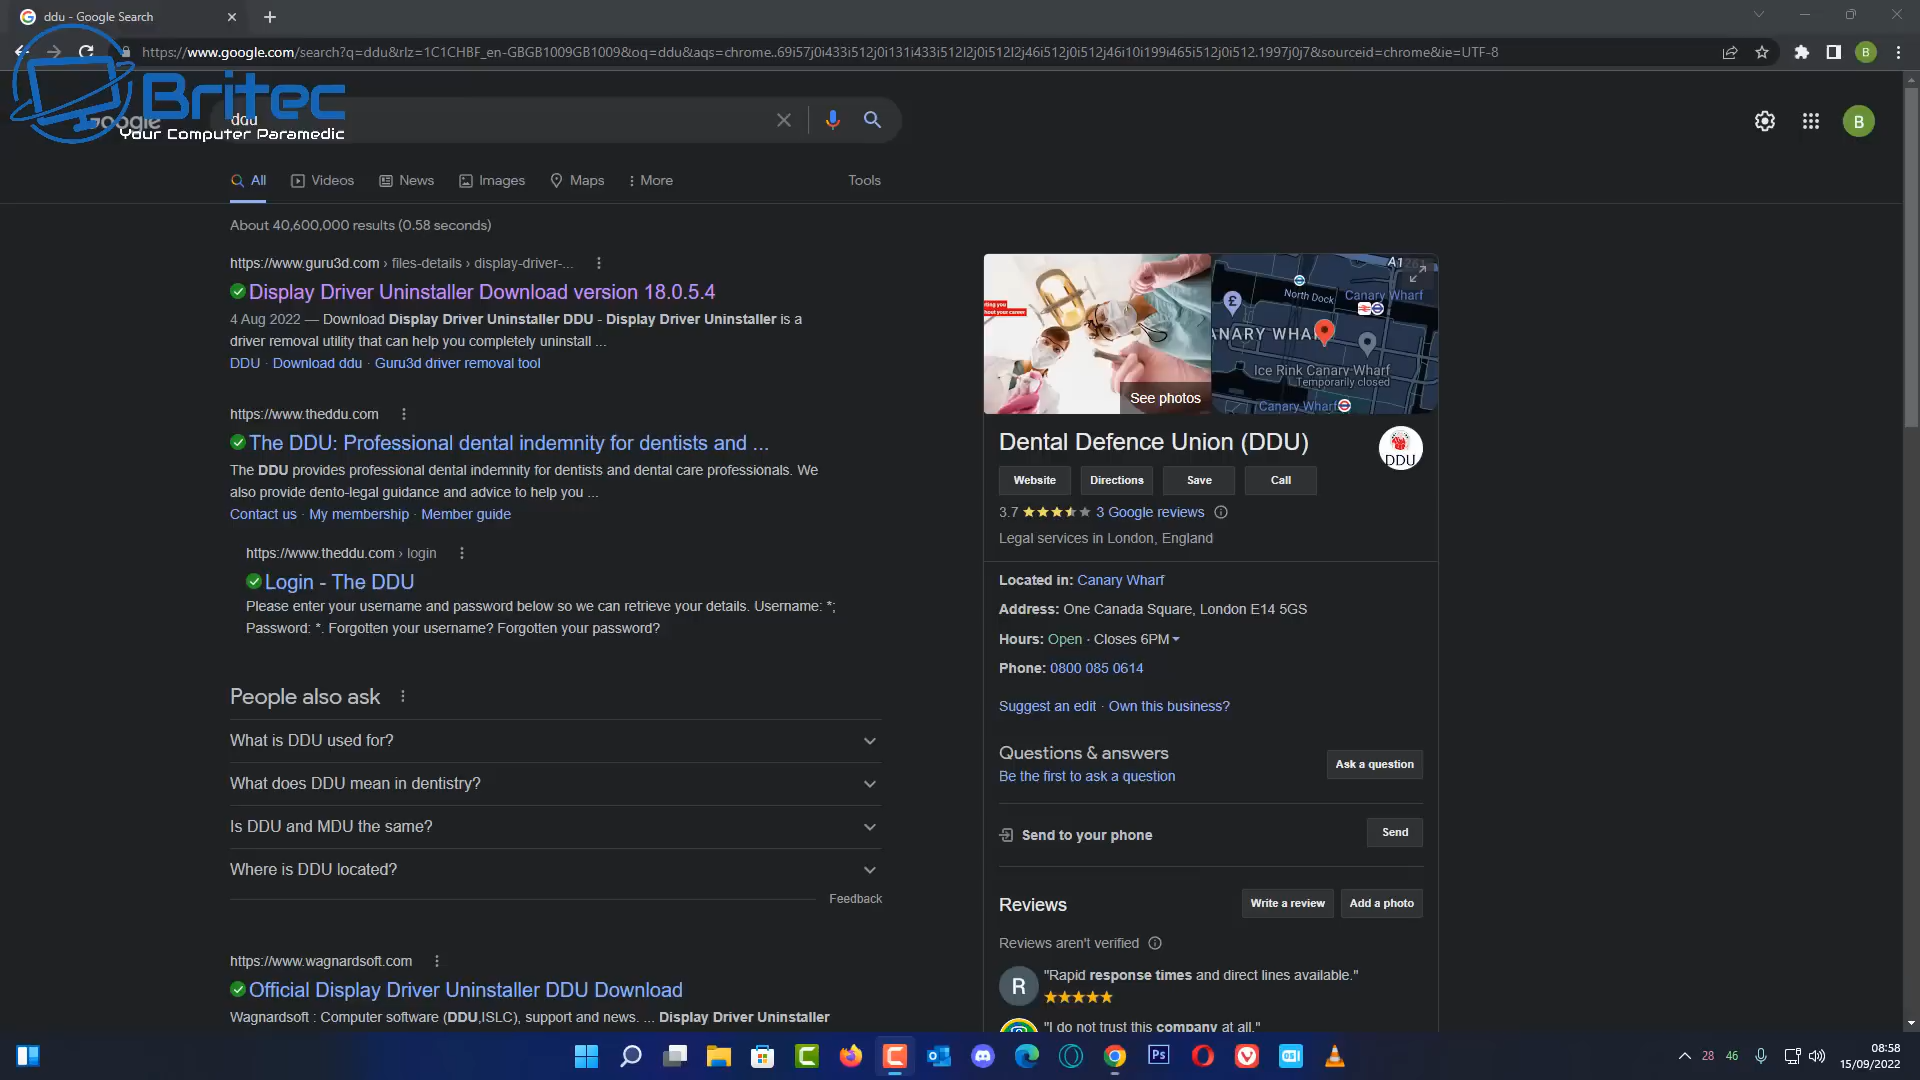 ddu - Google Search
https://www.google.com/search?q=ddu&rlz=1C1CHBF_en-GBGB1009GB1009&oq=ddu&aqs=chrome..69i57j0i433i512j0i131i433i512l2j0i512l2j46i512j0i512j46i10i199i465i512j0i512.1997j0j7&sourceid=chrome&ie=UTF-8
B
Britec
Your Computer Paramedic
Google
ddu
B
All
Videos
News
Images
Maps
More
Tools
About 40,600,000 results (0.58 seconds)
https://www.guru3d.com › files-details › display-driver-...
Display Driver Uninstaller Download version 18.0.5.4
4 Aug 2022 — Download Display Driver Uninstaller DDU - Display Driver Uninstaller is a
driver removal utility that can help you completely uninstall ...
DDU · Download ddu · Guru3d driver removal tool
https://www.theddu.com
The DDU: Professional dental indemnity for dentists and ...
The DDU provides professional dental indemnity for dentists and dental care professionals. We
also provide dento-legal guidance and advice to help you ...
Contact us · My membership · Member guide
https://www.theddu.com › login
Login - The DDU
Please enter your username and password below so we can retrieve your details. Username: *;
Password: *. Forgotten your username? Forgotten your password?
People also ask
What is DDU used for?
What does DDU mean in dentistry?
Is DDU and MDU the same?
Where is DDU located?
Feedback
https://www.wagnardsoft.com
Official Display Driver Uninstaller DDU Download
Wagnardsoft : Computer software (DDU,ISLC), support and news. ... Display Driver Uninstaller
See photos
North Dock
Canary Wharf
ANARY WHA
Ice Rink Canary Wharf
Temporarily closed
Canary Wharf
Dental Defence Union (DDU)
DDU
Website
Directions
Save
Call
3.7
3 Google reviews
Legal services in London, England
Located in: Canary Wharf
Address: One Canada Square, London E14 5GS
Hours: Open · Closes 6PM
Phone: 0800 085 0614
Suggest an edit · Own this business?
Questions & answers
Be the first to ask a question
Ask a question
Send to your phone
Send
Reviews
Write a review
Add a photo
Reviews aren't verified
R
"Rapid response times and direct lines available."
"I do not trust this company at all."
Ps
28
46
08:58
15/09/2022